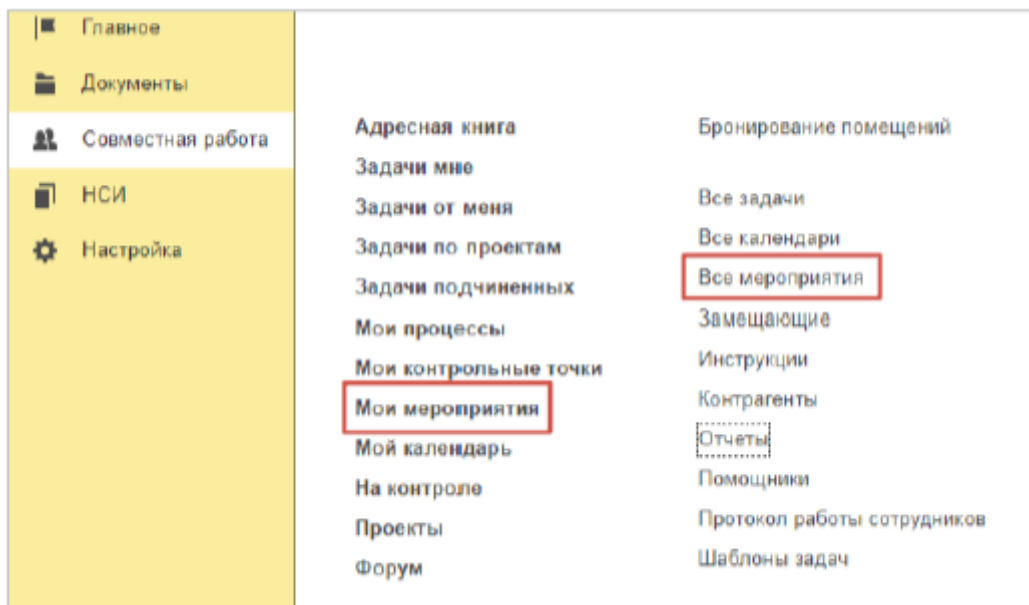 Главное
Документы
Совместная работа
НСИ
Настройка
Адресная книга
Задачи мне
Задачи от меня
Задачи по проектам
Задачи подчиненных
Мои процессы
Мои контрольные точки
Мои мероприятия
Мой календарь
На контроле
Проекты
Форум
Бронирование помещений
Все задачи
Все календари
Все мероприятия
Замещающие
Инструкции
Контрагенты
Отчеты
Помощники
Протокол работы сотрудников
Шаблоны задач